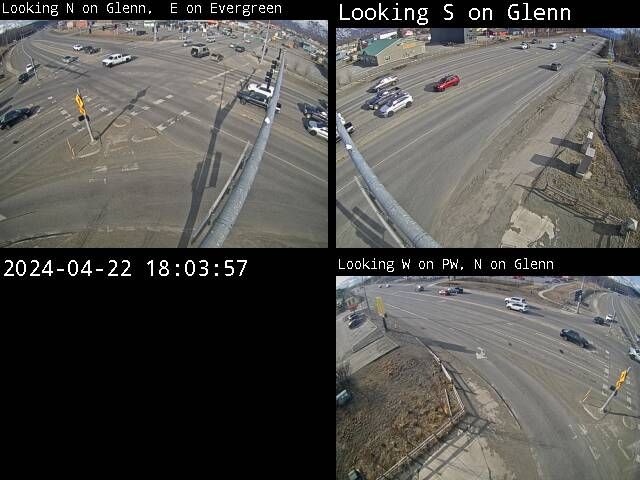 Looking N on Glenn,  E on Evergreen
Looking S on Glenn
2024-04-22 18:03:57
Looking W on PW, N on Glenn